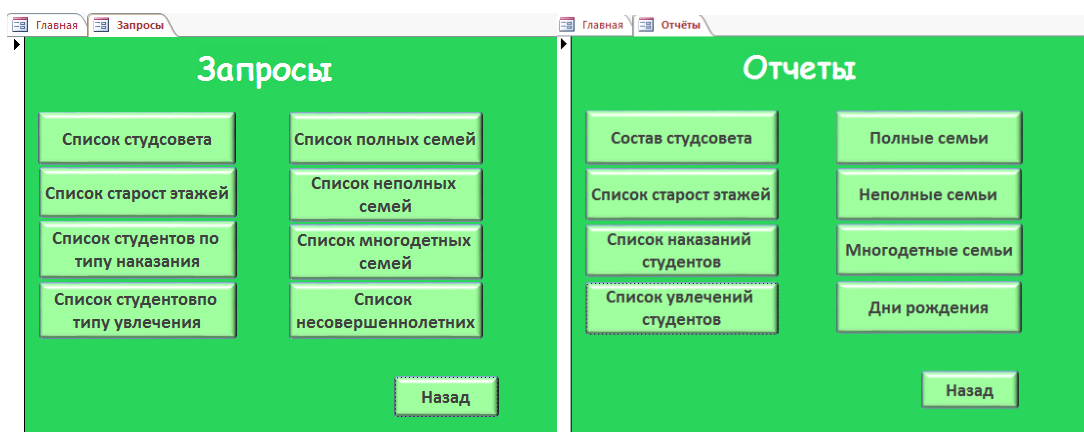 Главная
Запросы
Запросы
Список студсовета
Список полных семей
Список старост этажей
Список неполных
семей
Список студентов по
типу наказания
Список многодетных
семей
Список студентовпо
типу увлечения
Список
несовершеннолетних
Назад
Главная
Отчёты
Отчеты
Состав студсовета
Полные семьи
Список старост этажей
Неполные семьи
Список наказаний
студентов
Многодетные семьи
Список увлечений
студентов
Дни рождения
Назад